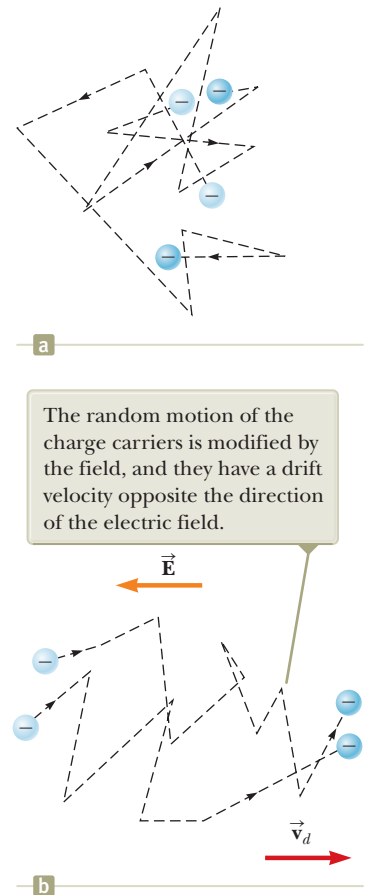 −
−
−
−
a
The random motion of the
charge carriers is modified by
the field, and they have a drift
velocity opposite the direction
of the electric field.
E⃗
−
−
−
−
v⃗d
b